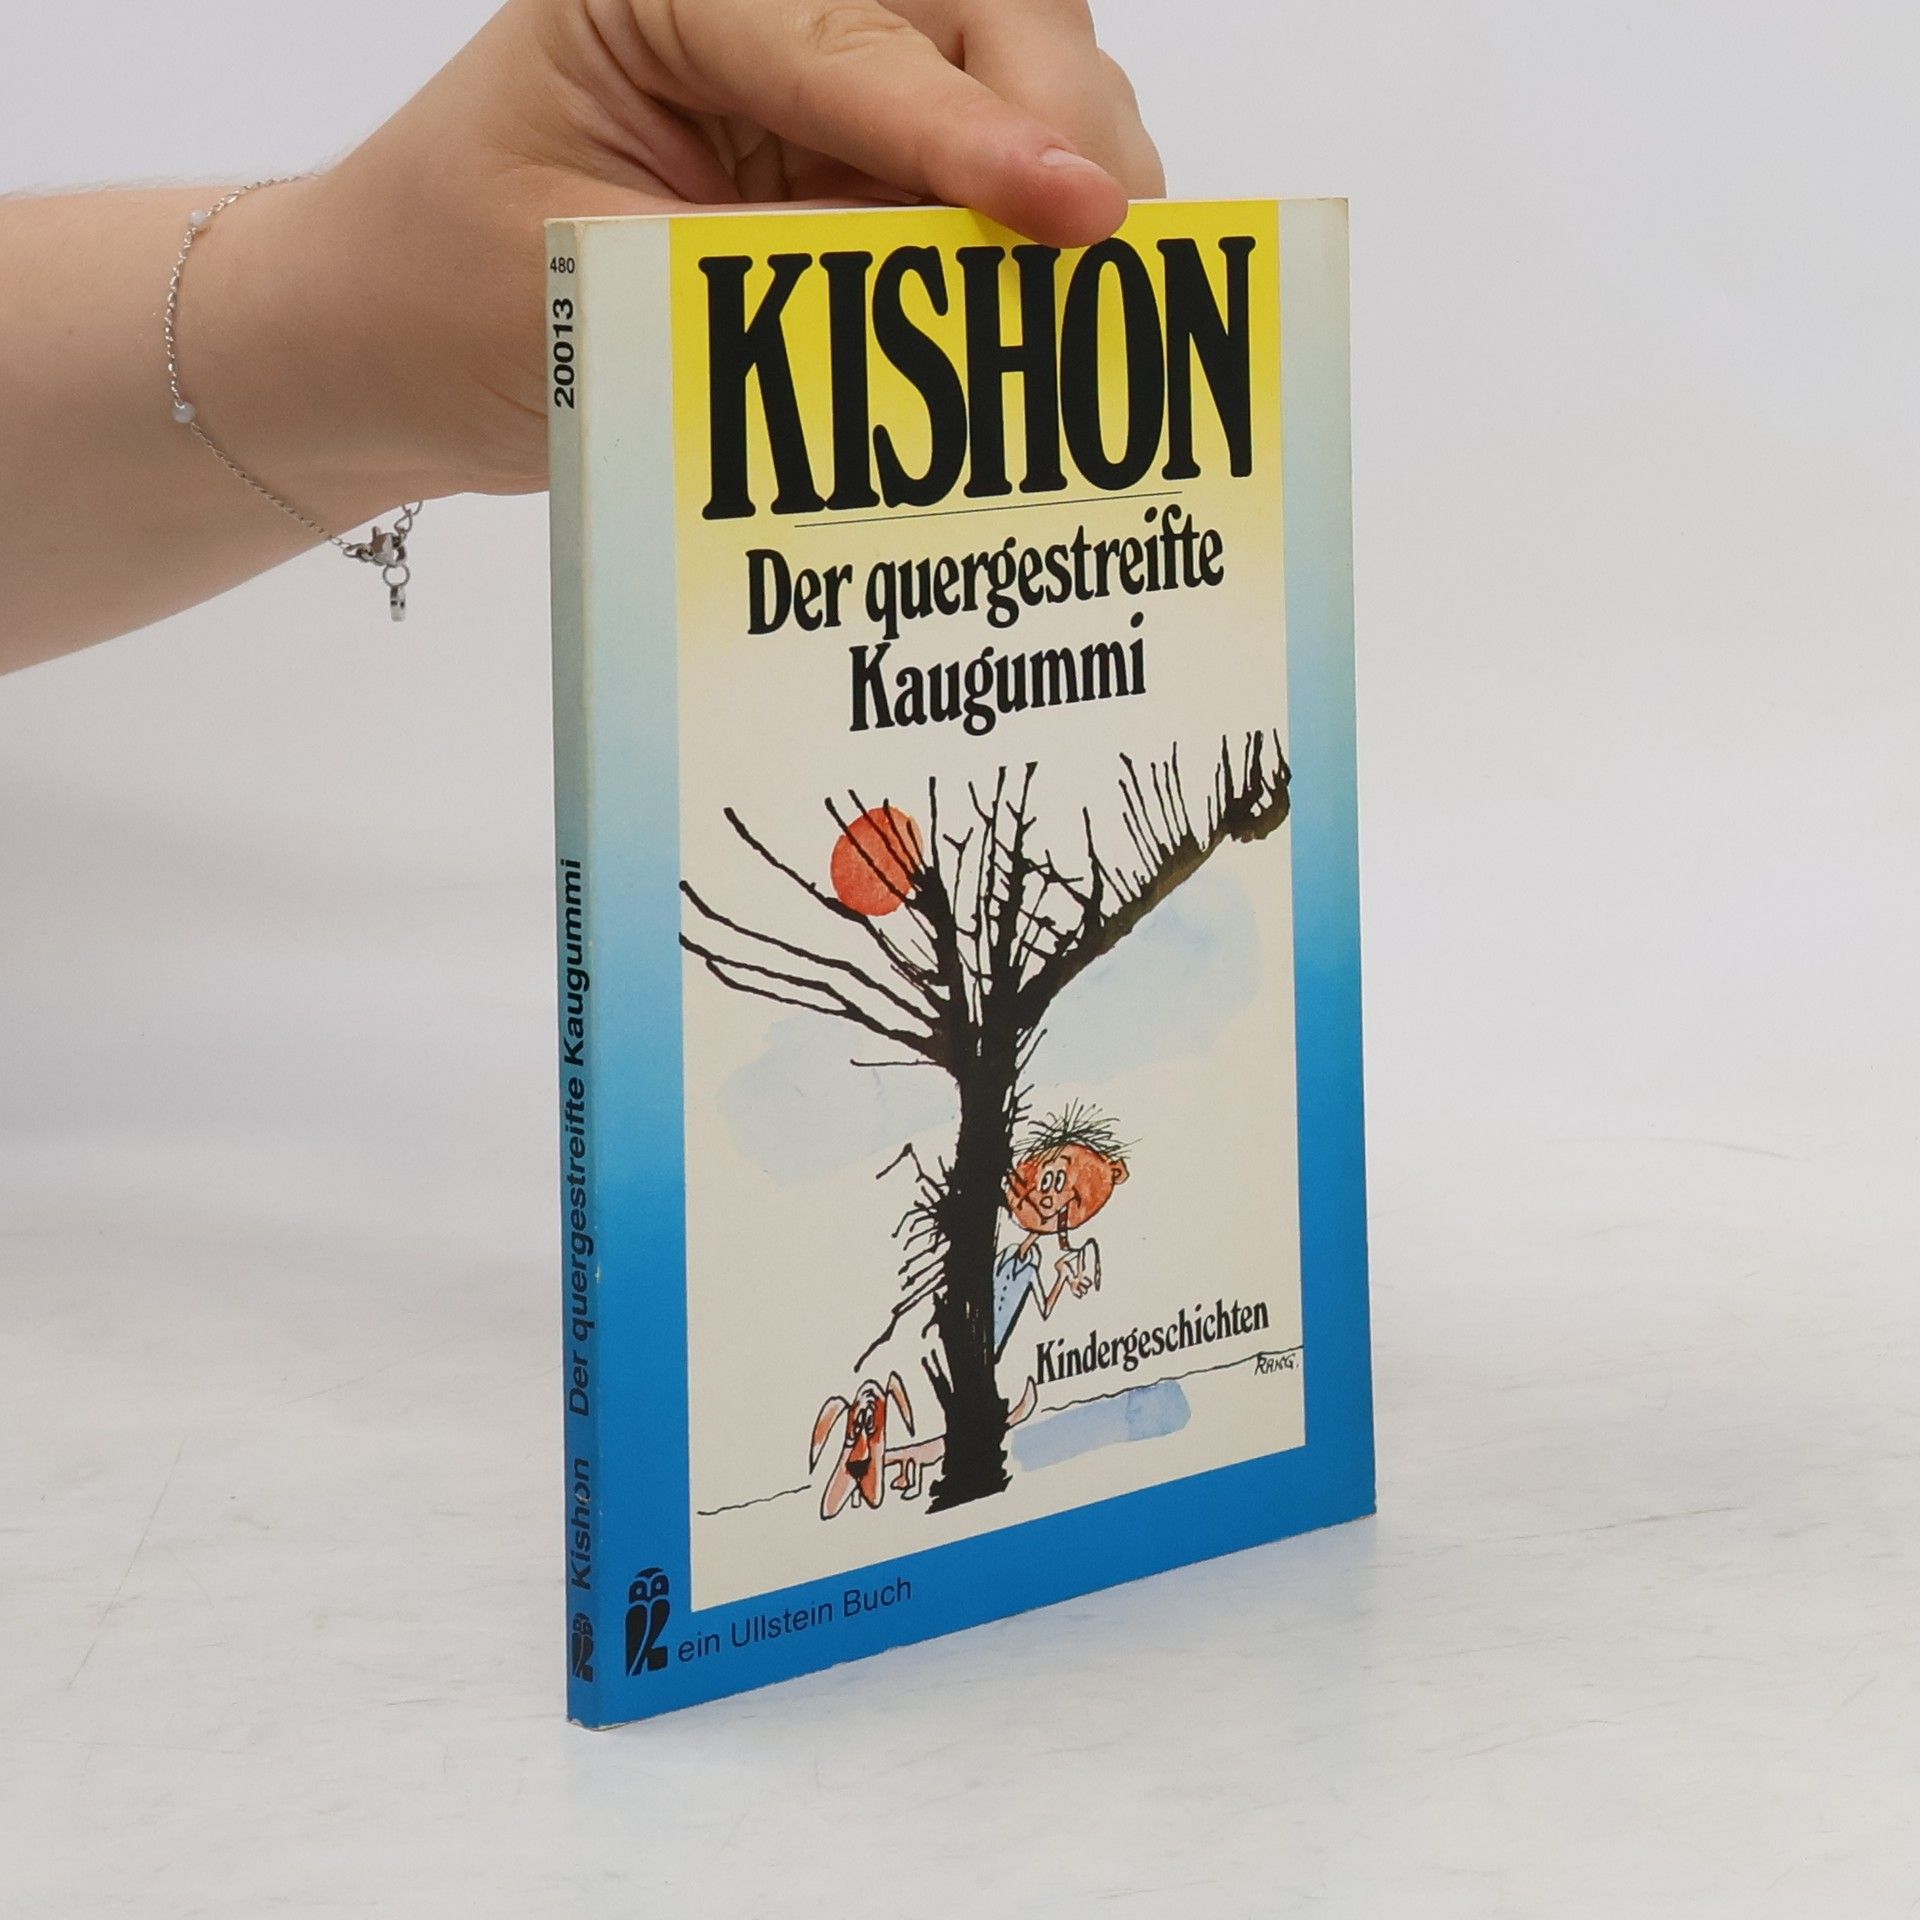 KISHON
Der quergestreifte
Kaugummi
Kindergeschichten
RANG.
ein Ullstein Buch
480
20013
Kishon Der quergestreifte Kaugummi